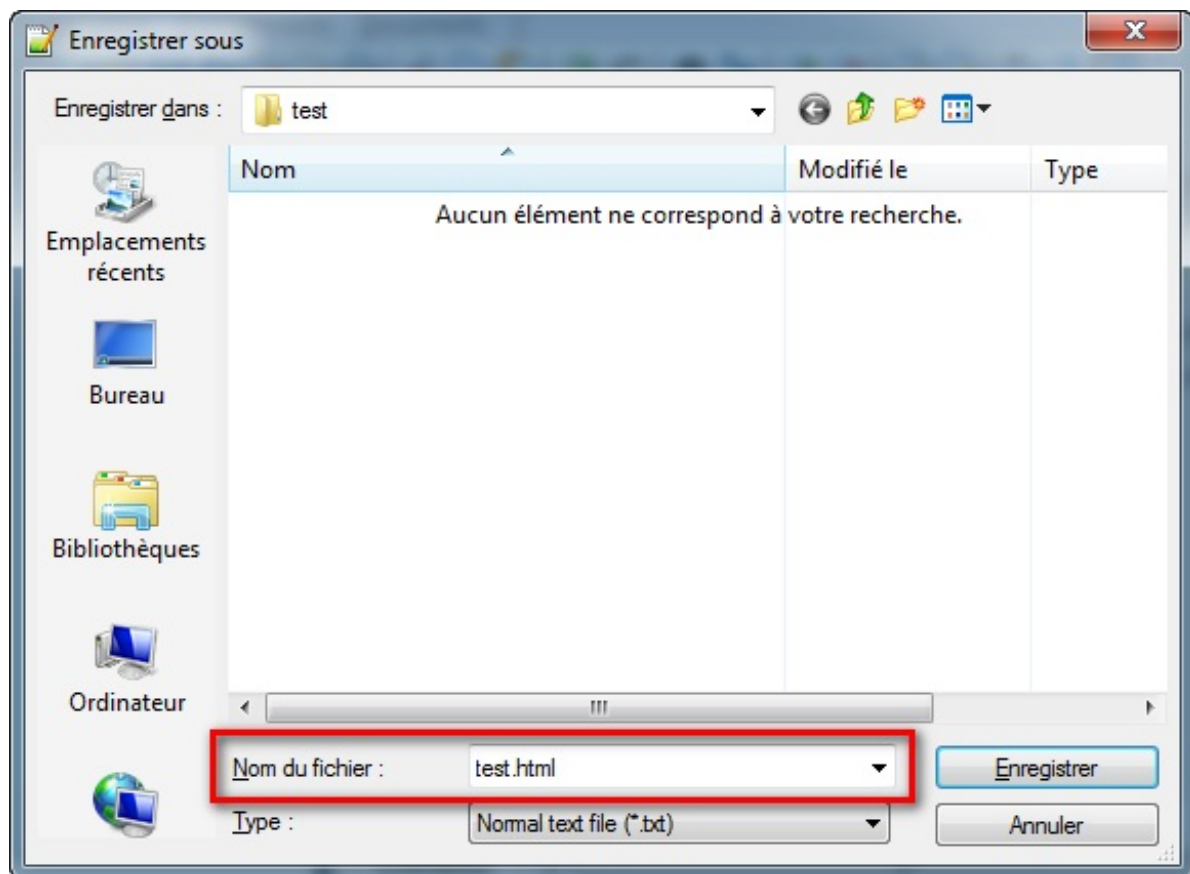 Enregistrer sous
Enregistrer dans :
test
Nom
Modifié le
Type
Aucun élément ne correspond à votre recherche.
Emplacements
récents
Bureau
Bibliothèques
Ordinateur
Nom du fichier :
test.html
Enregistrer
Type :
Normal text file (*.txt)
Annuler